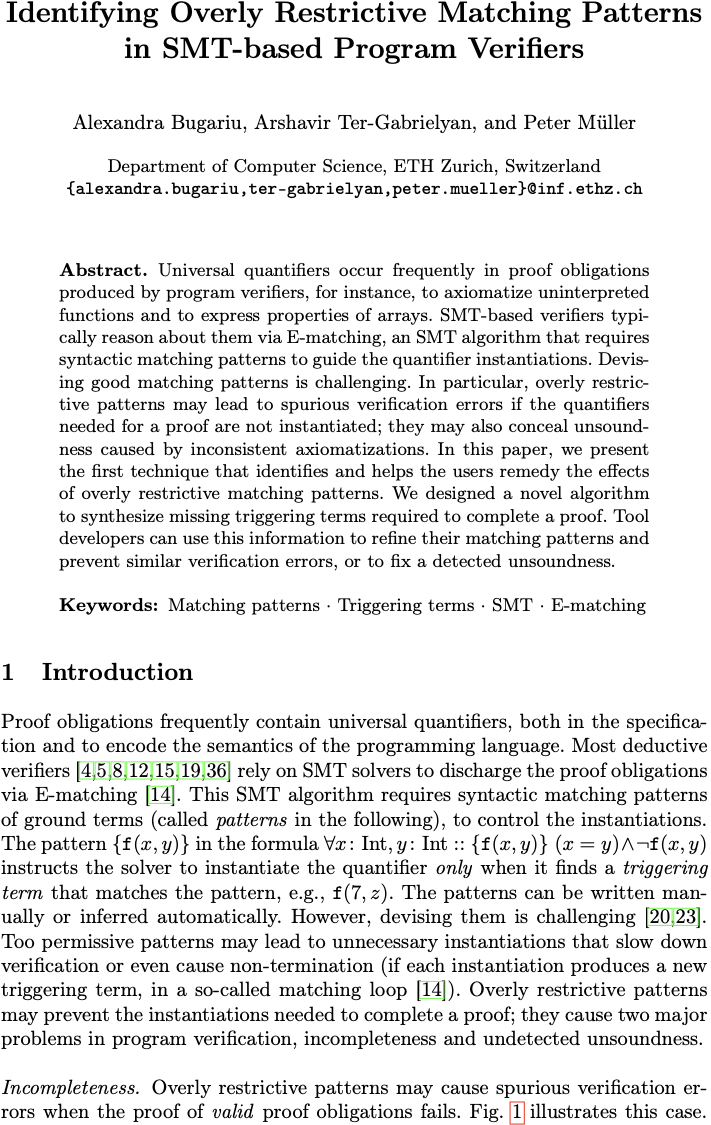 Identifying Overly Restrictive Matching Patterns
in SMT-based Program Verifiers
Alexandra Bugariu, Arshavir Ter-Gabrielyan, and Peter Müller
Department of Computer Science, ETH Zurich, Switzerland
{alexandra.bugariu,ter-gabrielyan,peter.mueller}@inf.ethz.ch
Abstract. Universal quantifiers occur frequently in proof obligations
produced by program verifiers, for instance, to axiomatize uninterpreted
functions and to express properties of arrays. SMT-based verifiers typi-
cally reason about them via E-matching, an SMT algorithm that requires
syntactic matching patterns to guide the quantifier instantiations. Devis-
ing good matching patterns is challenging. In particular, overly restric-
tive patterns may lead to spurious verification errors if the quantifiers
needed for a proof are not instantiated; they may also conceal unsound-
ness caused by inconsistent axiomatizations. In this paper, we present
the first technique that identifies and helps the users remedy the effects
of overly restrictive matching patterns. We designed a novel algorithm
to synthesize missing triggering terms required to complete a proof. Tool
developers can use this information to refine their matching patterns and
prevent similar verification errors, or to fix a detected unsoundness.
Keywords: Matching patterns · Triggering terms · SMT · E-matching
1 Introduction
Proof obligations frequently contain universal quantifiers, both in the specifica-
tion and to encode the semantics of the programming language. Most deductive
verifiers [4,5,8,12,15,19,36] rely on SMT solvers to discharge the proof obligations
via E-matching [14]. This SMT algorithm requires syntactic matching patterns
of ground terms (called patterns in the following), to control the instantiations.
The pattern {f(x, y)} in the formula ∀x: Int, y: Int :: {f(x, y)} (x = y)∧¬f(x, y)
instructs the solver to instantiate the quantifier only when it finds a triggering
term that matches the pattern, e.g., f(7, z). The patterns can be written man-
ually or inferred automatically. However, devising them is challenging [20,23].
Too permissive patterns may lead to unnecessary instantiations that slow down
verification or even cause non-termination (if each instantiation produces a new
triggering term, in a so-called matching loop [14]). Overly restrictive patterns
may prevent the instantiations needed to complete a proof; they cause two major
problems in program verification, incompleteness and undetected unsoundness.
Incompleteness. Overly restrictive patterns may cause spurious verification er-
rors when the proof of valid proof obligations fails. Fig. 1 illustrates this case.